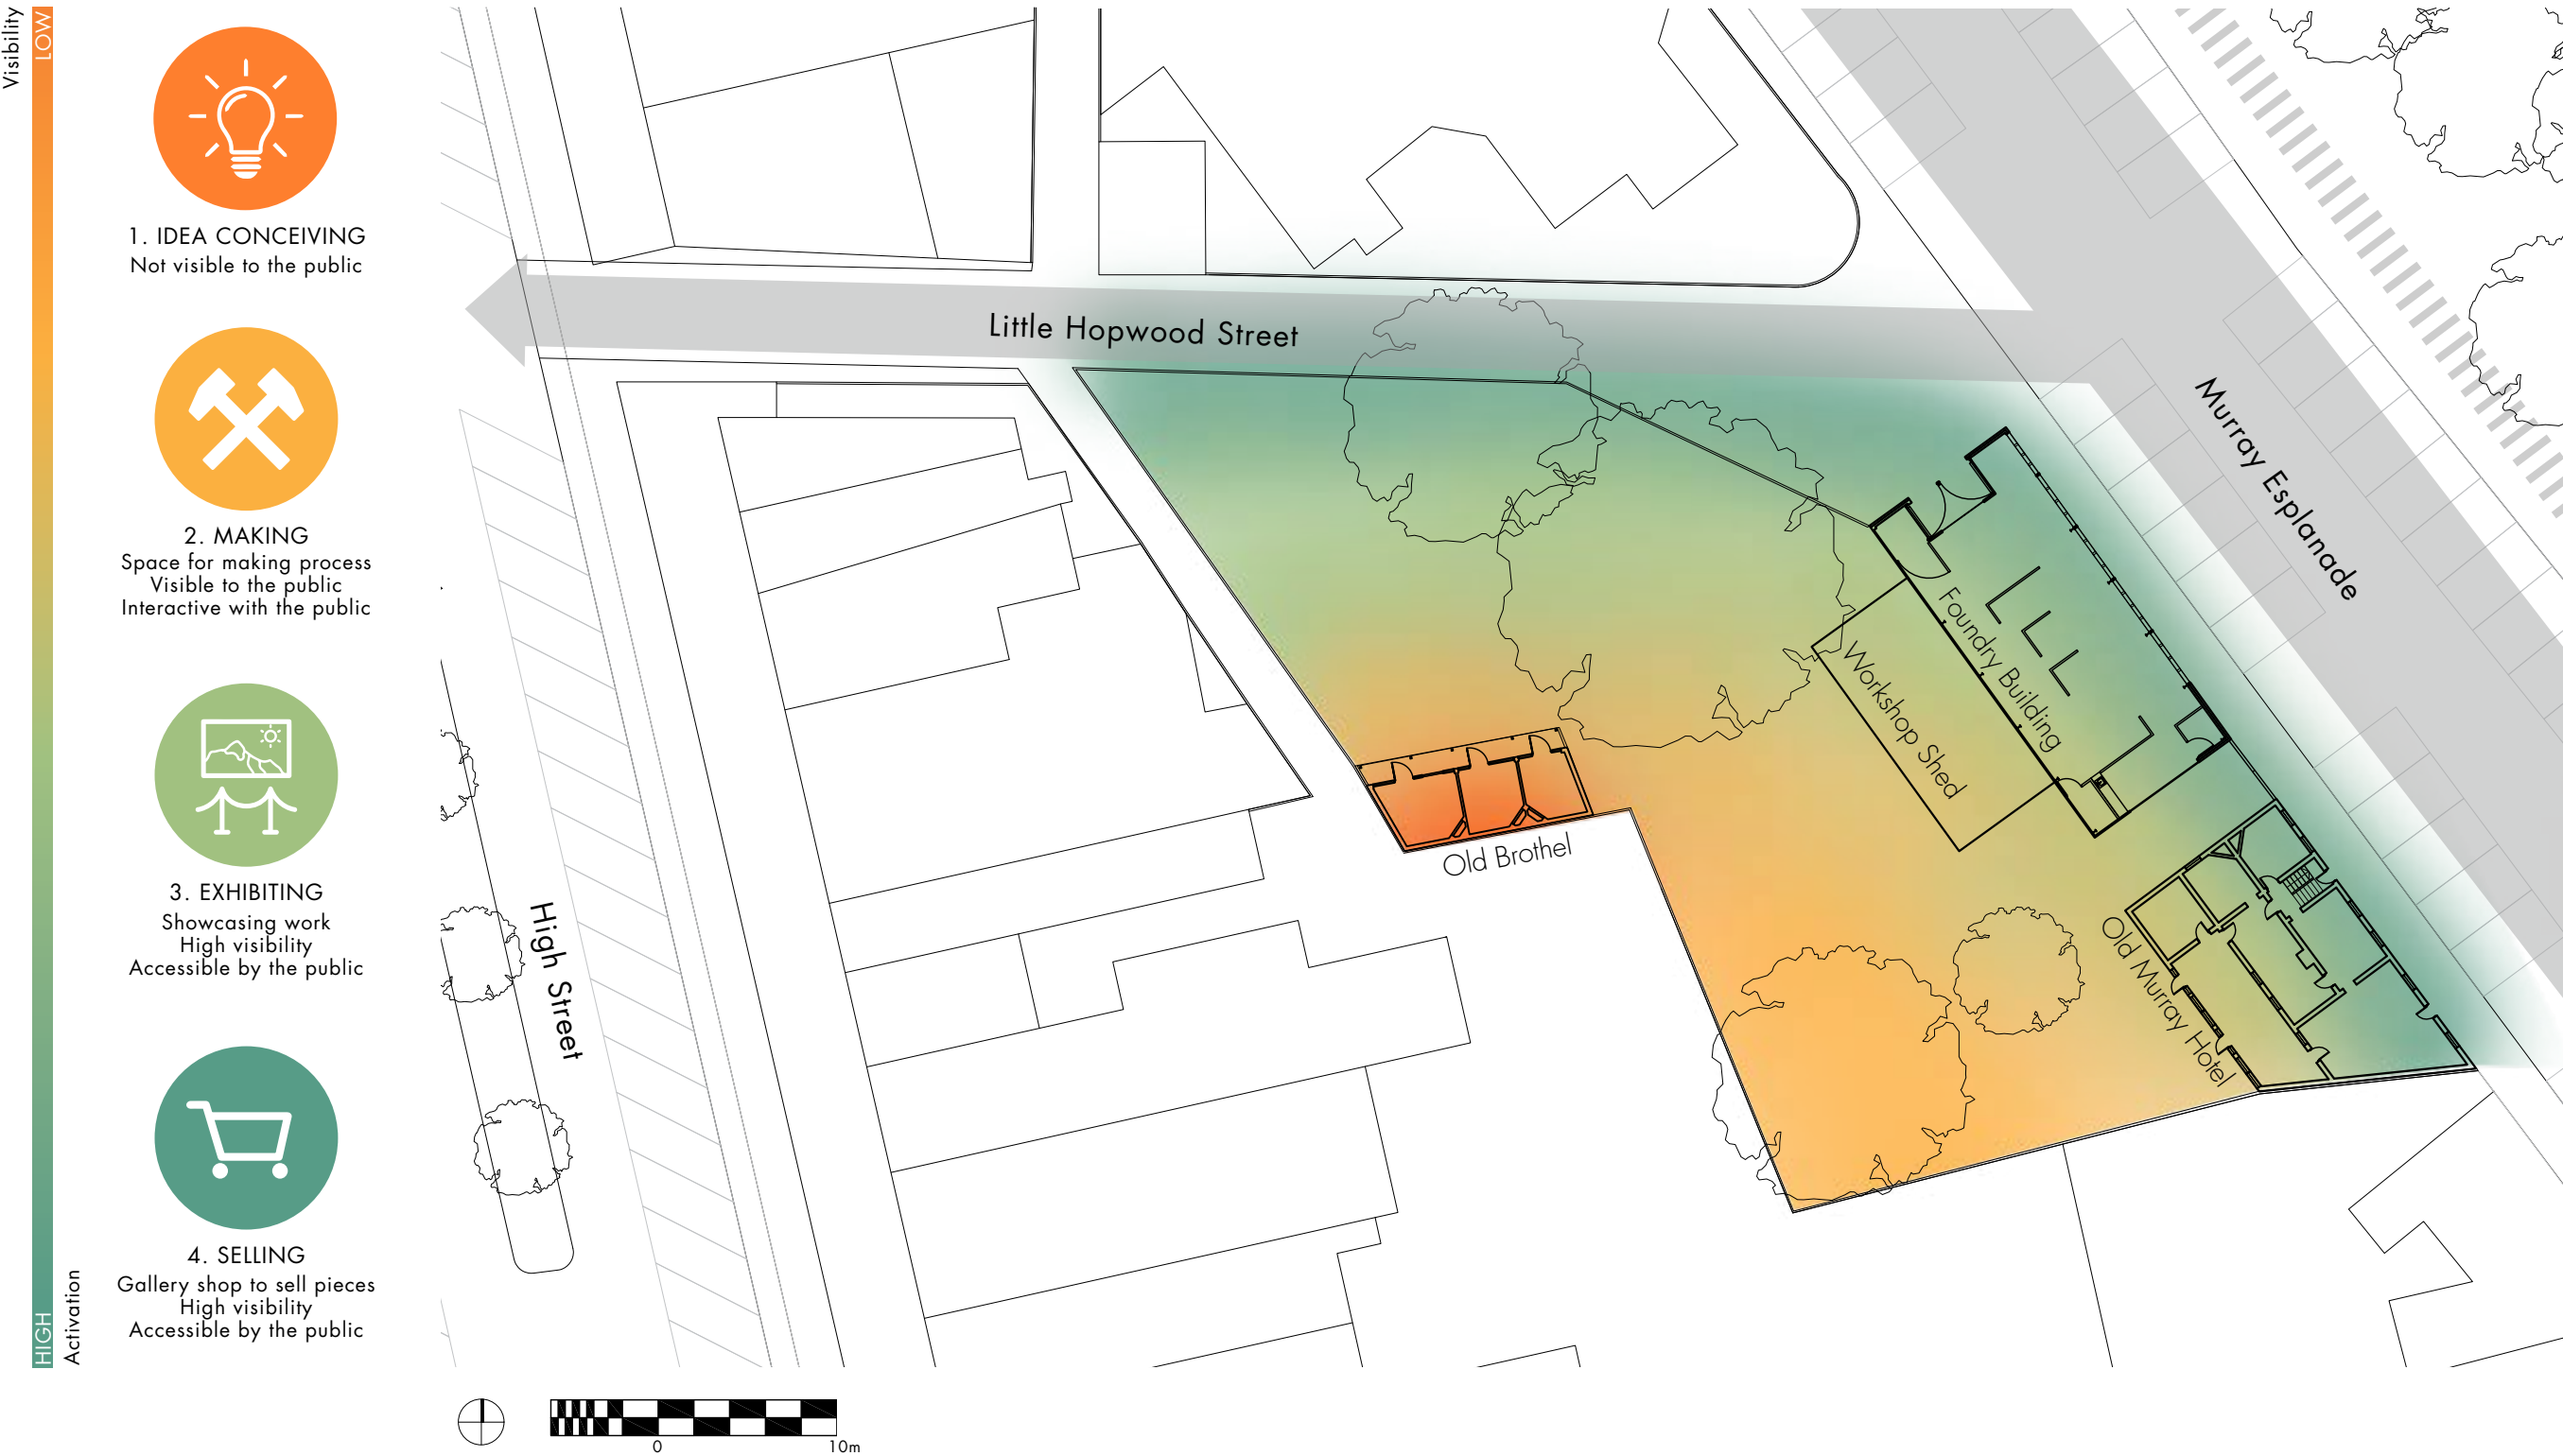 Visibility
LOW
1. IDEA CONCEIVING
Not visible to the public
2. MAKING
Space for making process
Visible to the public
Interactive with the public
3. EXHIBITING
Showcasing work
High visibility
Accessible by the public
4. SELLING
Gallery shop to sell pieces
High visibility
Accessible by the public
HIGH
Activation
Little Hopwood Street
Murray Esplanade
Foundry Building
Workshop Shed
Old Brothel
Old Murray Hotel
High Street
0
10m